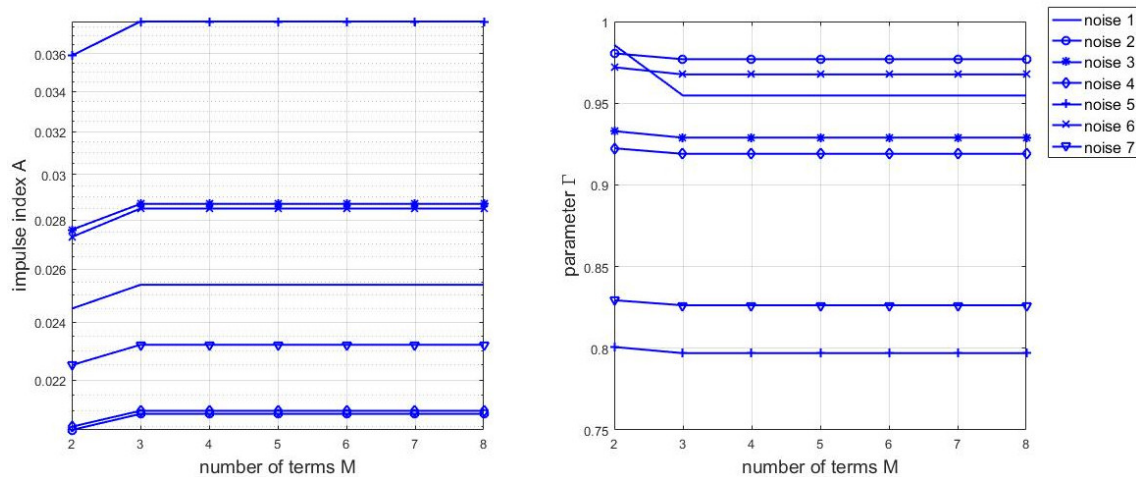 0.036
0.034
0.032
0.03
0.028
0.026
0.024
0.022
impulse index A
2 3 4 5 6 7 8
number of terms M
1
0.95
0.9
0.85
0.8
0.75
parameter Γ
2 3 4 5 6 7 8
number of terms M
noise 1
noise 2
noise 3
noise 4
noise 5
noise 6
noise 7